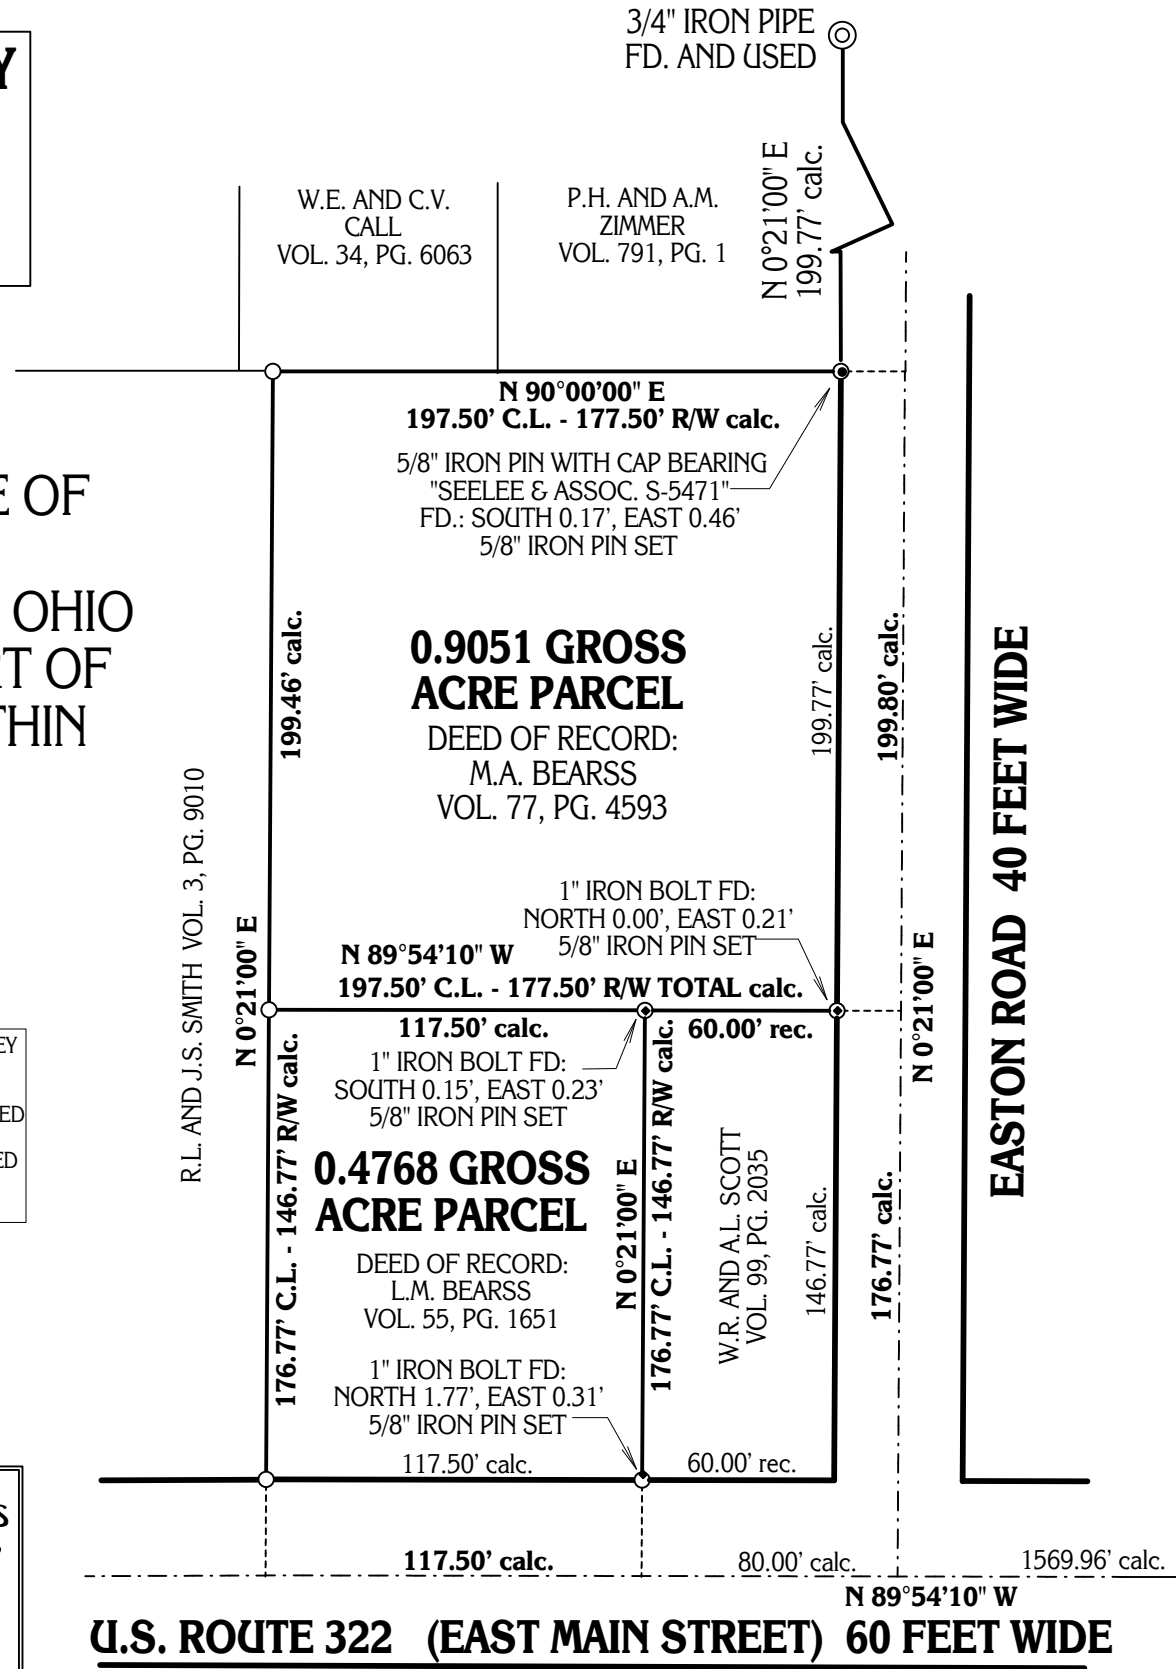 3/4" IRON PIPE
FD. AND USED
Y
N 0°21'00" E
199.77' calc.
W.E. AND C.V.
CALL
VOL. 34, PG. 6063
P.H. AND A.M.
ZIMMER
VOL. 791, PG. 1
N 90°00'00" E
197.50' C.L. - 177.50' R/W calc.
5/8" IRON PIN WITH CAP BEARING
"SEELEE & ASSOC. S-5471"
FD.: SOUTH 0.17', EAST 0.46'
5/8" IRON PIN SET
E OF
OHIO
RT OF
THIN
199.46' calc.
0.9051 GROSS
ACRE PARCEL
DEED OF RECORD:
M.A. BEARSS
VOL. 77, PG. 4593
199.77' calc.
199.80' calc.
EASTON ROAD 40 FEET WIDE
R.L. AND J.S. SMITH VOL. 3, PG. 9010
N 0°21'00" E
1" IRON BOLT FD:
NORTH 0.00', EAST 0.21'
5/8" IRON PIN SET
N 89°54'10" W
197.50' C.L. - 177.50' R/W TOTAL calc.
N 0°21'00" E
117.50' calc.
60.00' rec.
1" IRON BOLT FD:
SOUTH 0.15', EAST 0.23'
5/8" IRON PIN SET
EY
ED
ED
176.77' C.L. - 146.77' R/W calc.
0.4768 GROSS
ACRE PARCEL
DEED OF RECORD:
L.M. BEARSS
VOL. 55, PG. 1651
N 0°21'00" E
176.77' C.L. - 146.77' R/W calc.
W.R. AND A.L. SCOTT
VOL. 99, PG. 2035
146.77' calc.
176.77' calc.
1" IRON BOLT FD:
NORTH 1.77', EAST 0.31'
5/8" IRON PIN SET
117.50' calc.
60.00' rec.
S
117.50' calc.
80.00' calc.
1569.96' calc.
N 89°54'10" W
U.S. ROUTE 322 (EAST MAIN STREET) 60 FEET WIDE